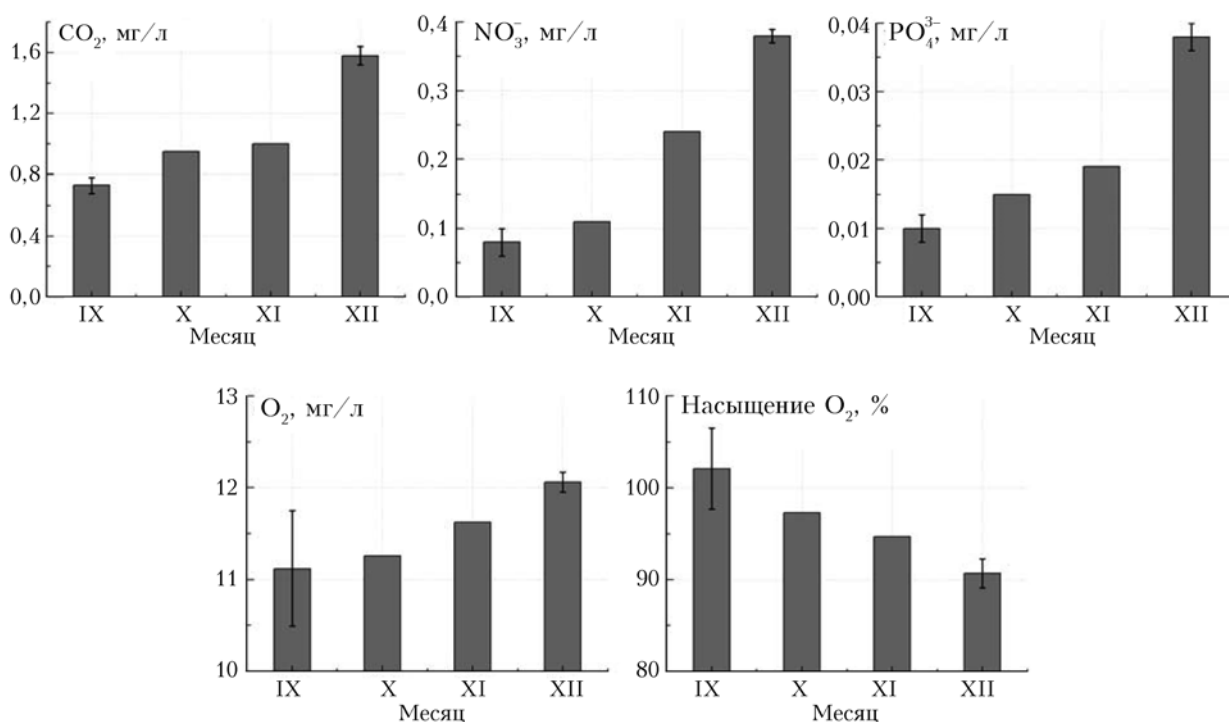 CO₂, мг/л
1,6
1,2
0,8
0,4
0,0
IX X XI XII
Месяц
NO₃⁻, мг/л
0,4
0,3
0,2
0,1
0,0
IX X XI XII
Месяц
PO₄³⁻, мг/л
0,04
0,03
0,02
0,01
0,00
IX X XI XII
Месяц
O₂, мг/л
13
12
11
10
IX X XI XII
Месяц
Насыщение O₂, %
110
100
90
80
IX X XI XII
Месяц